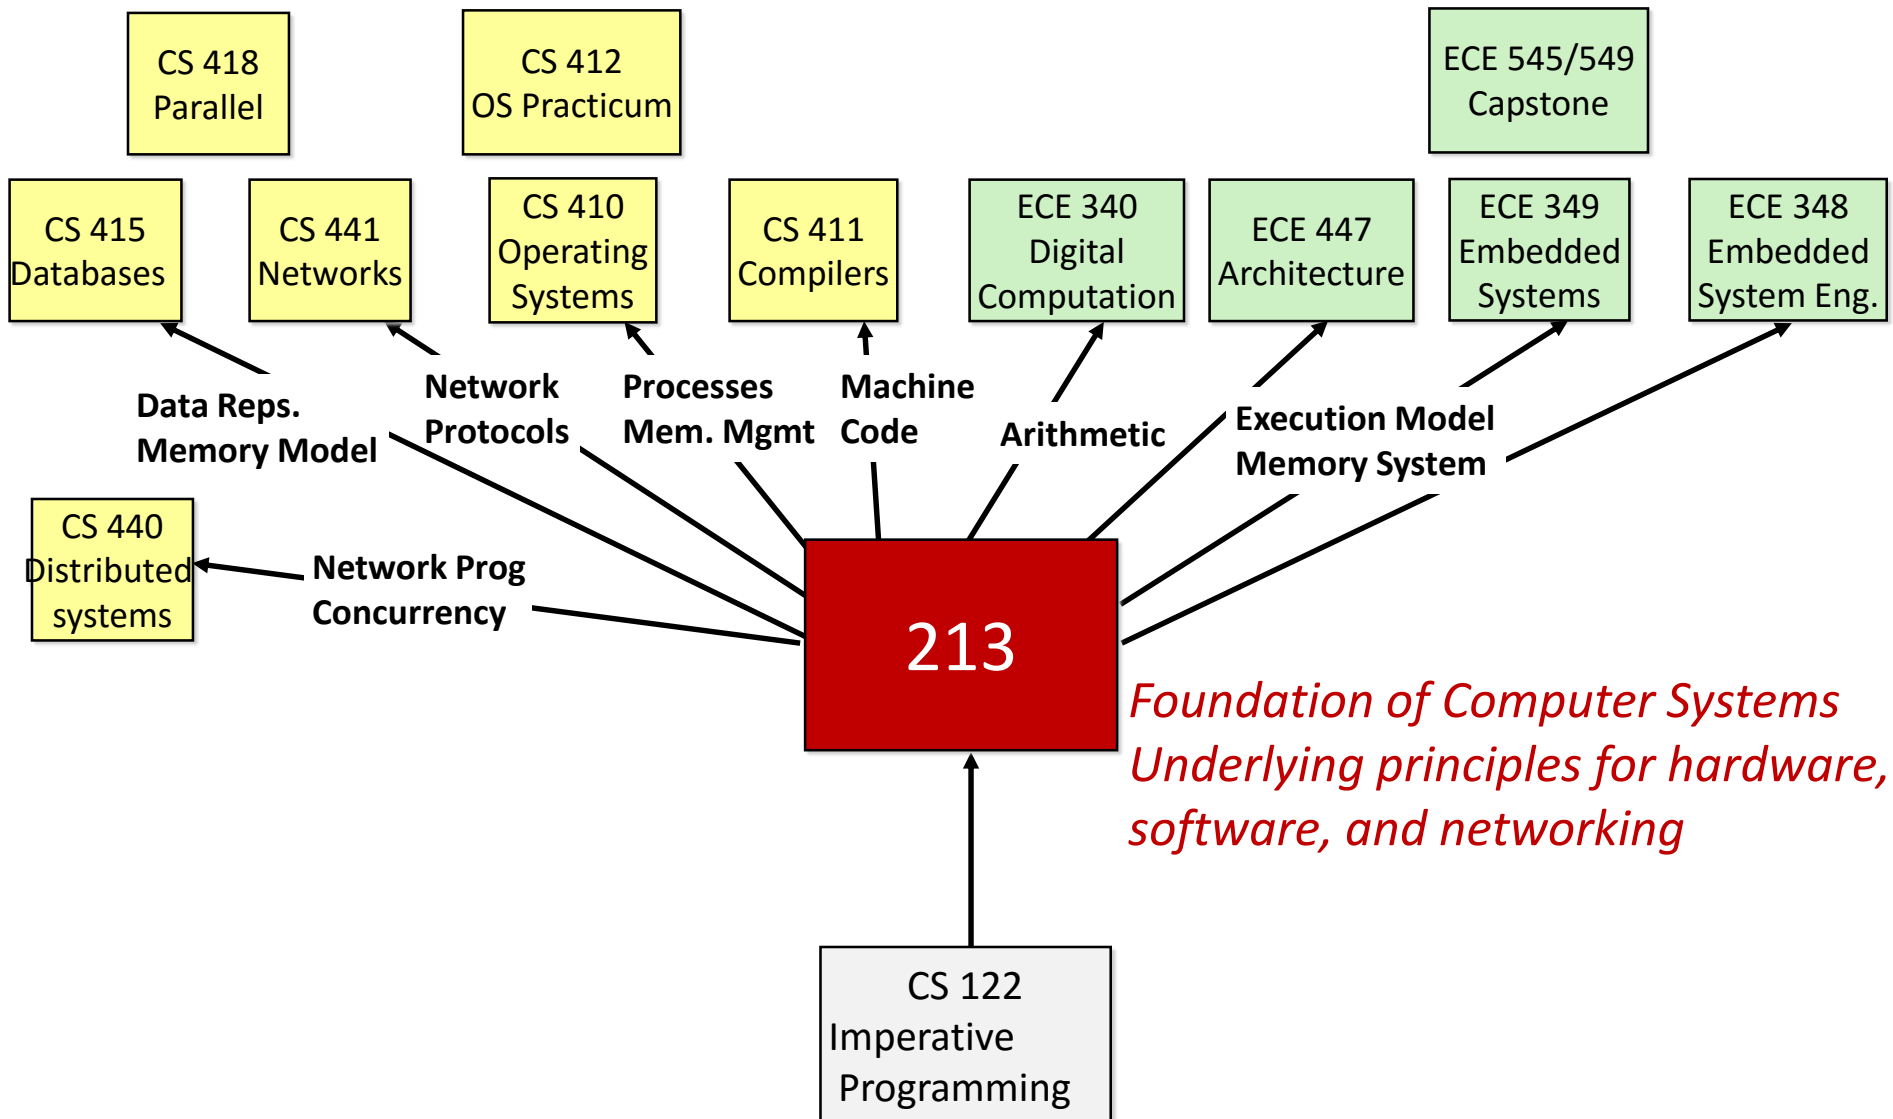 CS 418
Parallel
CS 412
OS Practicum
ECE 545/549
Capstone
CS 415
Databases
CS 441
Networks
CS 410
Operating
Systems
CS 411
Compilers
ECE 340
Digital
Computation
ECE 447
Architecture
ECE 349
Embedded
Systems
ECE 348
Embedded
System Eng.
Data Reps.
Memory Model
Network
Protocols
Processes
Mem. Mgmt
Machine
Code
Arithmetic
Execution Model
Memory System
CS 440
Distributed
systems
Network Prog
Concurrency
213
Foundation of Computer Systems
Underlying principles for hardware,
software, and networking
CS 122
Imperative
Programming